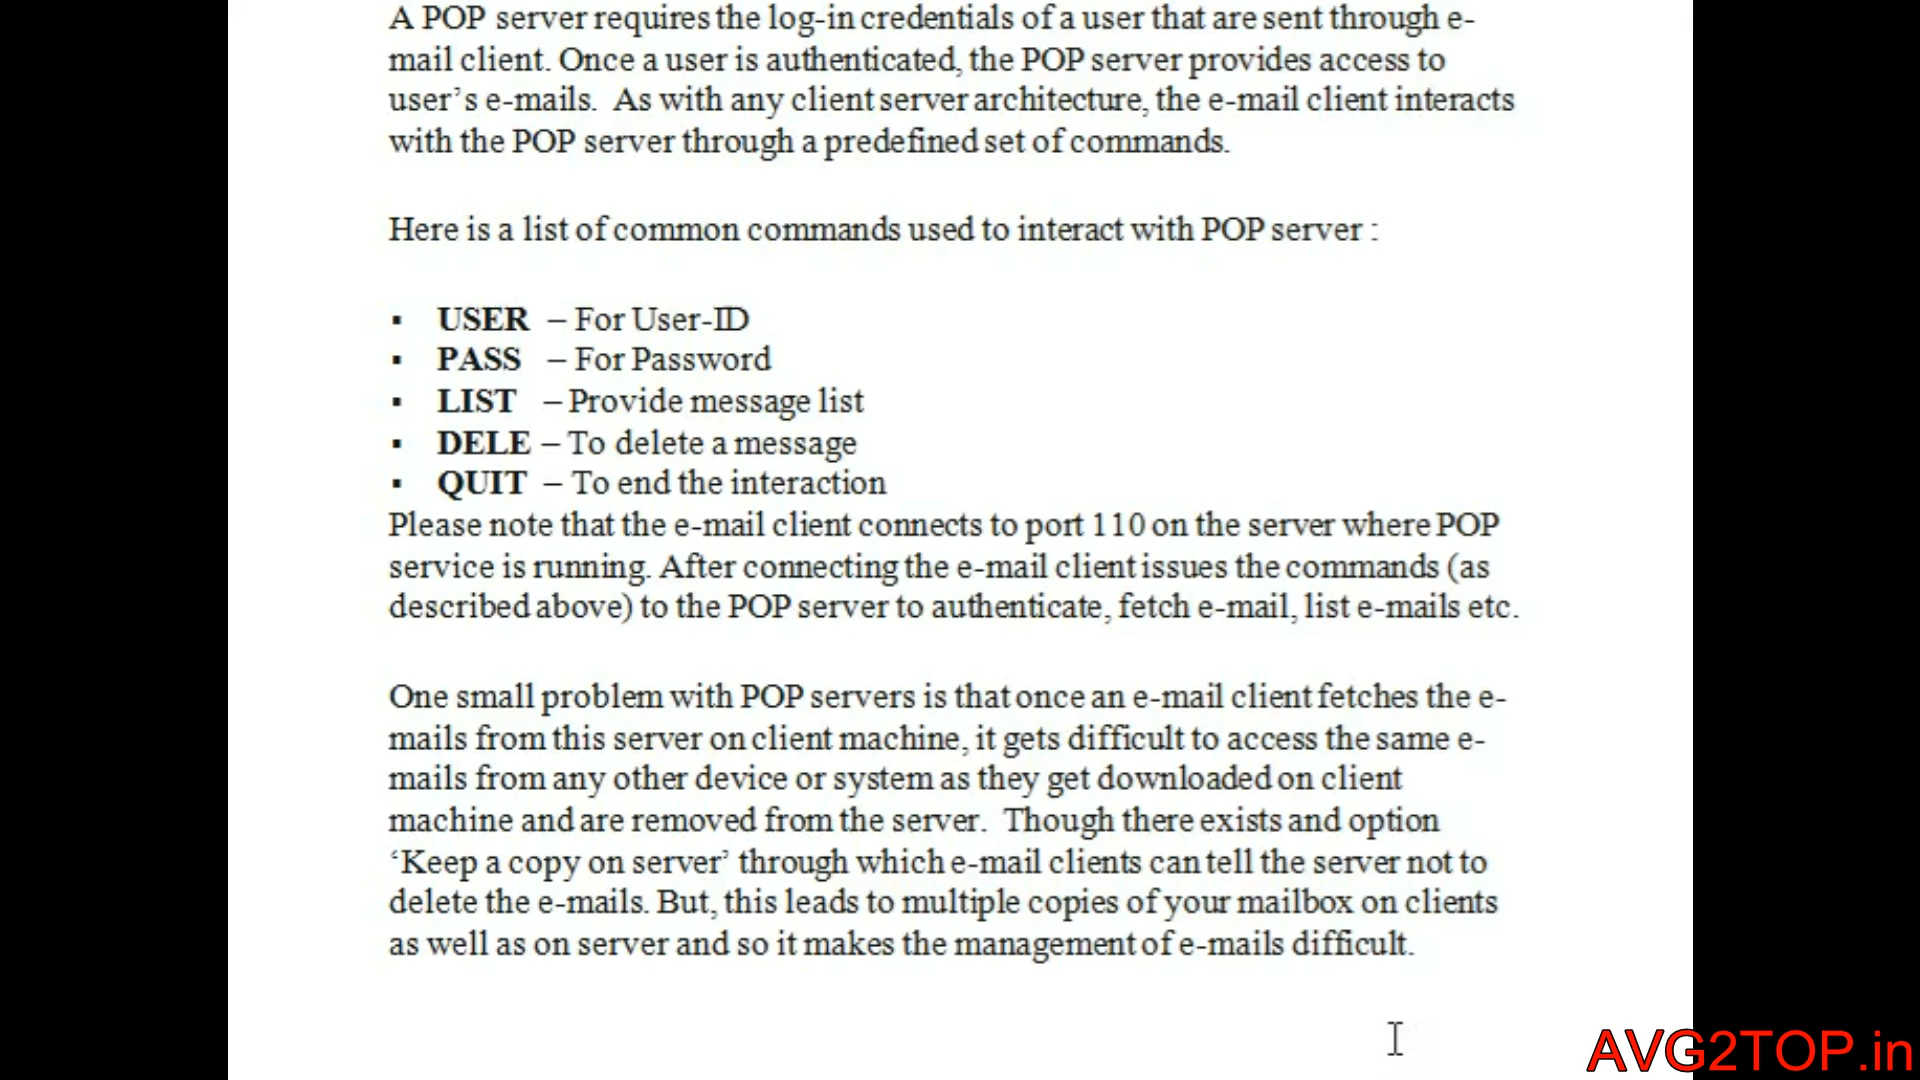 A POP server requires the log-in credentials of a user that are sent through e-
mail client. Once a user is authenticated, the POP server provides access to
user’s e-mails.  As with any client server architecture, the e-mail client interacts
with the POP server through a predefined set of commands.
Here is a list of common commands used to interact with POP server :
▪ USER – For User-ID
▪ PASS – For Password
▪ LIST – Provide message list
▪ DELE – To delete a message
▪ QUIT – To end the interaction
Please note that the e-mail client connects to port 110 on the server where POP
service is running. After connecting the e-mail client issues the commands (as
described above) to the POP server to authenticate, fetch e-mail, list e-mails etc.
One small problem with POP servers is that once an e-mail client fetches the e-
mails from this server on client machine, it gets difficult to access the same e-
mails from any other device or system as they get downloaded on client
machine and are removed from the server.  Though there exists and option
‘Keep a copy on server’ through which e-mail clients can tell the server not to
delete the e-mails. But, this leads to multiple copies of your mailbox on clients
as well as on server and so it makes the management of e-mails difficult.
AVG2TOP.in